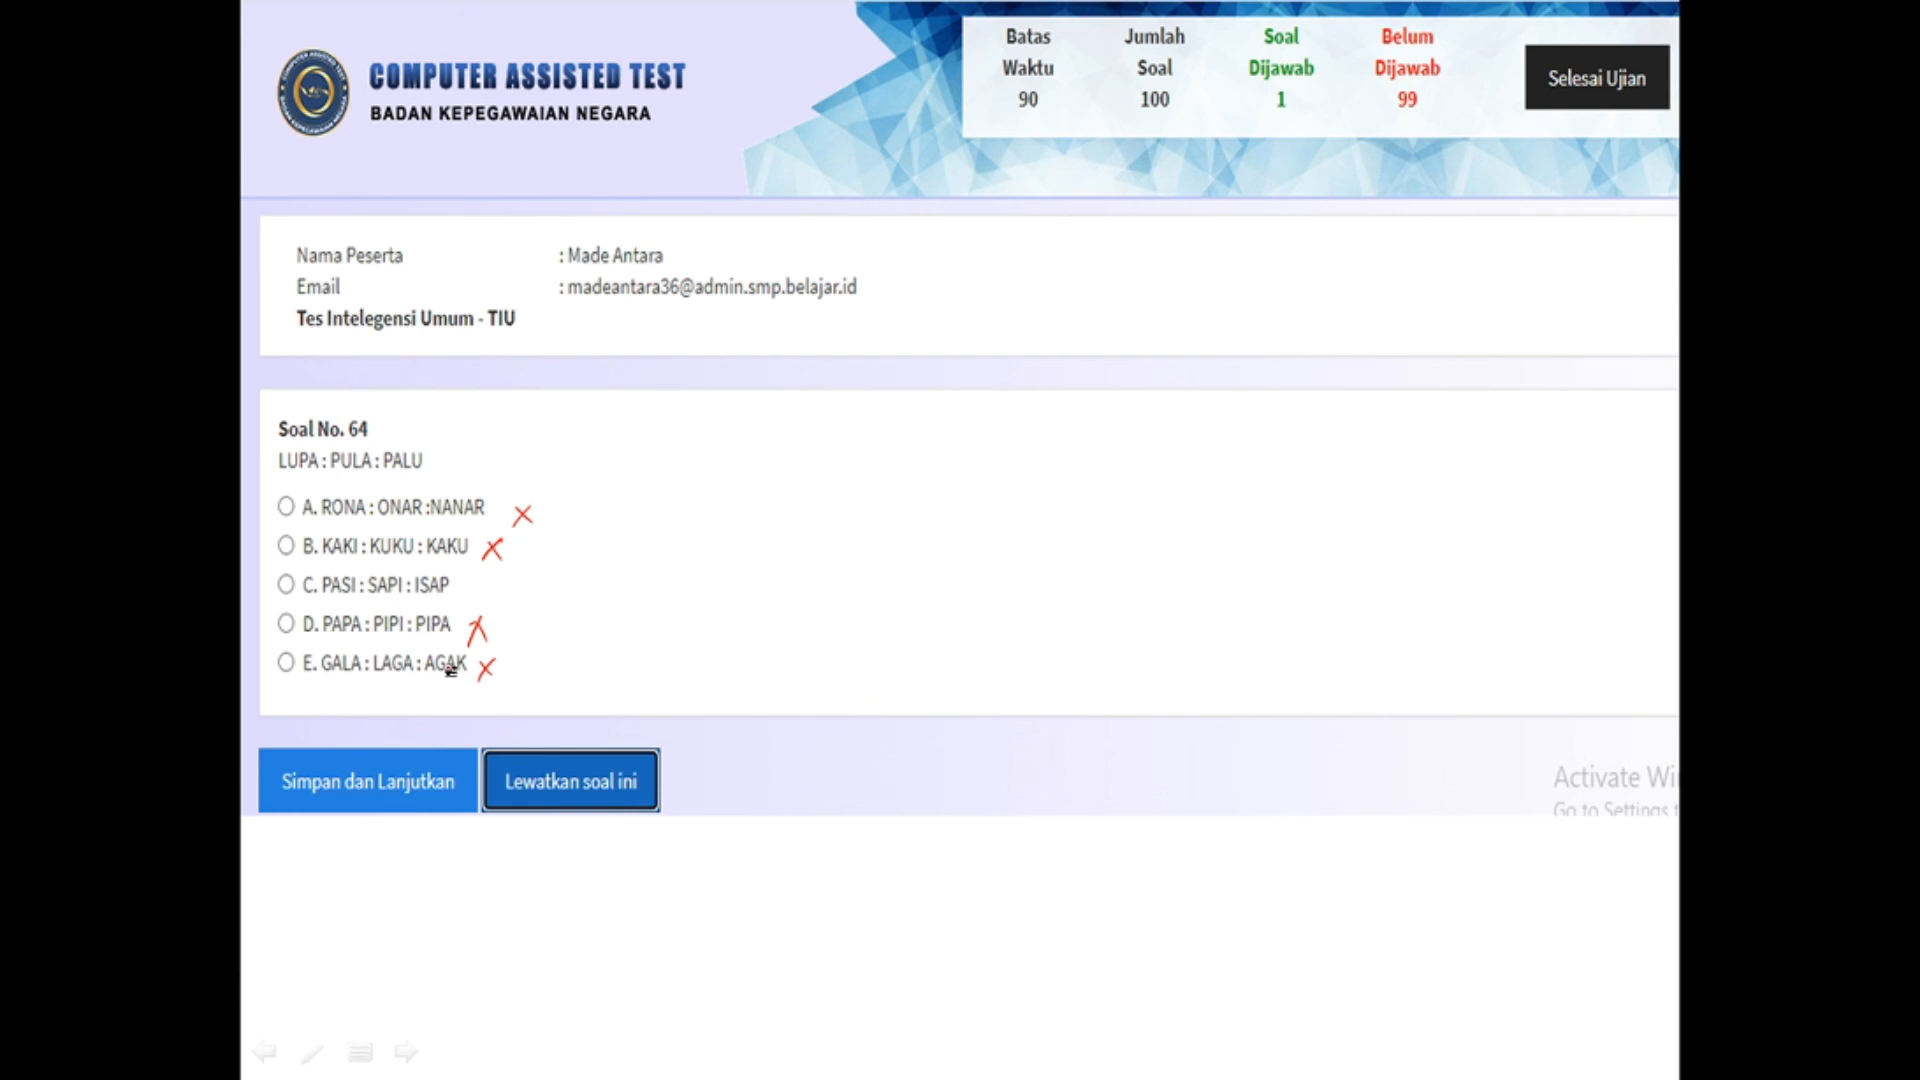 COMPUTER ASSISTED TEST
BADAN KEPEGAWAIAN NEGARA
Batas Waktu 90
Jumlah Soal 100
Soal Dijawab 1
Belum Dijawab 99
Selesai Ujian
Nama Peserta : Made Antara
Email : madeantara36@admin.smp.belajar.id
Tes Intelegensi Umum - TIU
Soal No. 64
LUPA : PULA : PALU
A. RONA : ONAR :NANAR
B. KAKI : KUKU : KAKU
C. PASI : SAPI : ISAP
D. PAPA : PIPI : PIPA
E. GALA : LAGA : AGAK
Simpan dan Lanjutkan
Lewatkan soal ini
Activate Wi
Go to Settings t